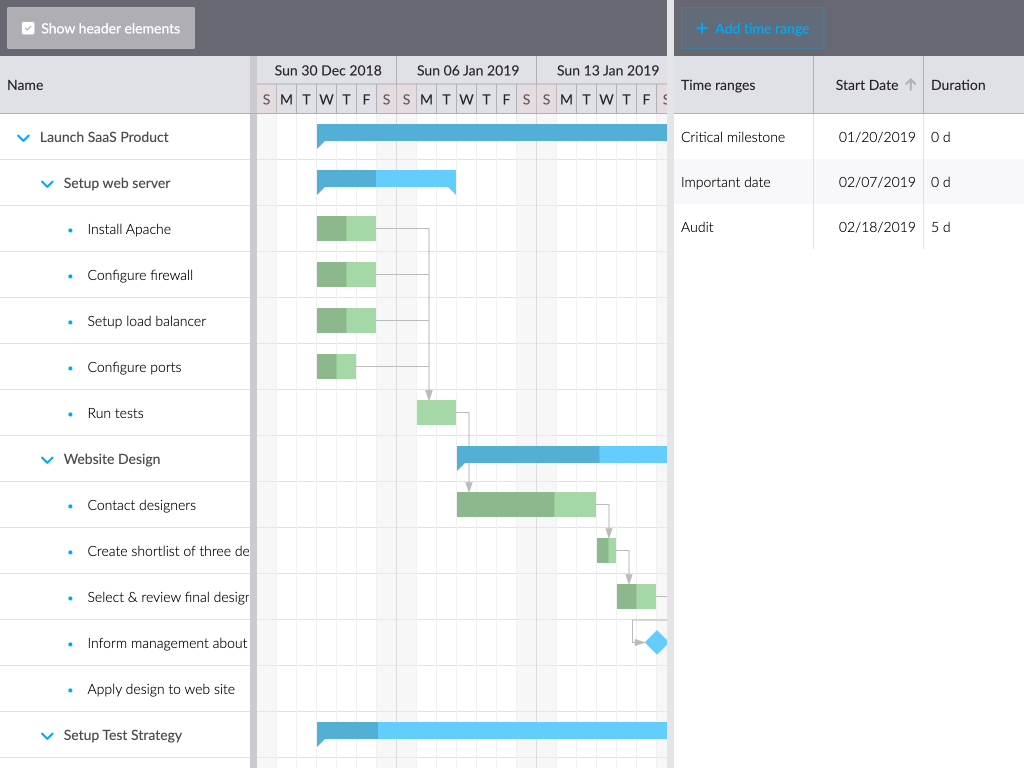 Show header elements
Add time range
Name
Sun 30 Dec 2018 Sun 06 Jan 2019 Sun 13 Jan 2019
S M T W T F S S M T W T F S S M T W T F S
Time ranges Start Date Duration
Launch SaaS Product
Setup web server
Install Apache
Configure firewall
Setup load balancer
Configure ports
Run tests
Website Design
Contact designers
Create shortlist of three de
Select & review final design
Inform management about
Apply design to web site
Setup Test Strategy
Critical milestone 01/20/2019 0 d
Important date 02/07/2019 0 d
Audit 02/18/2019 5 d